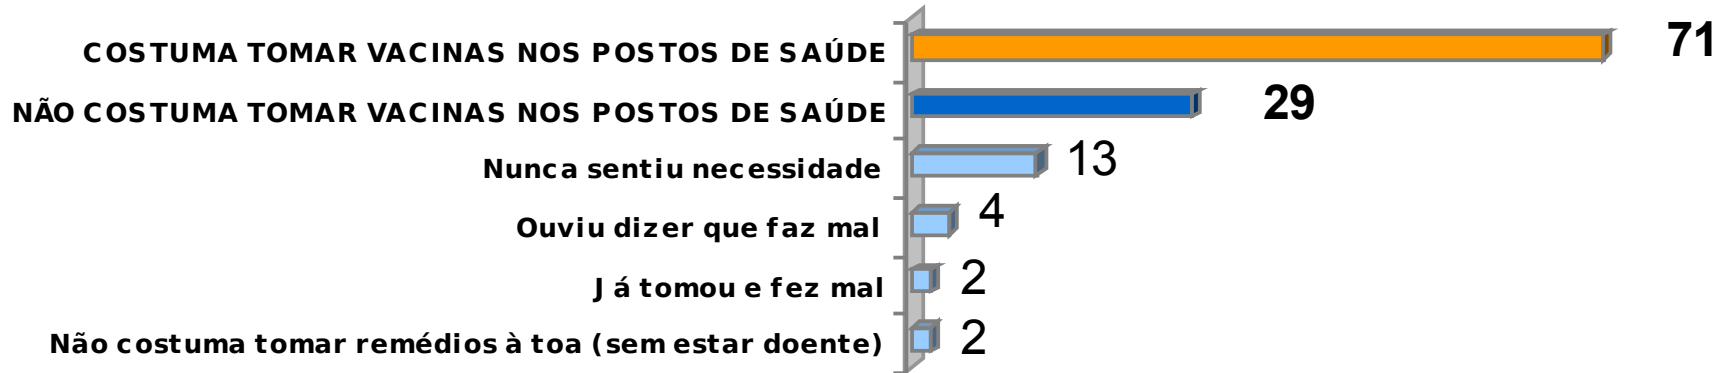 COSTUMA TOMAR VACINAS NOS POSTOS DE SAÚDE 71
NÃO COSTUMA TOMAR VACINAS NOS POSTOS DE SAÚDE 29
Nunca sentiu necessidade 13
Ouviu dizer que faz mal 4
Já tomou e fez mal 2
Não costuma tomar remédios à toa (sem estar doente) 2